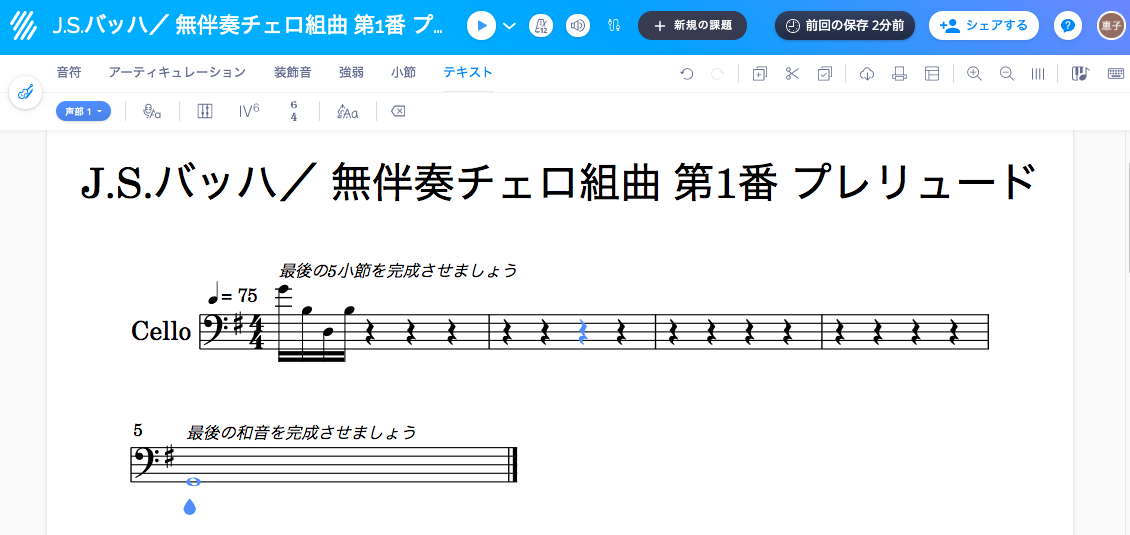 J.S.バッハ／ 無伴奏チェロ組曲 第1番 プ...
+ 新規の課題
前回の保存 2分前
シェアする
恵子
音符 アーティキュレーション 装飾音 強弱 小節 テキスト
声部 1
IV6
6
4
Aa
J.S.バッハ／ 無伴奏チェロ組曲 第1番 プレリュード
最後の5小節を完成させましょう
= 75
Cello
4
4
5
最後の和音を完成させましょう